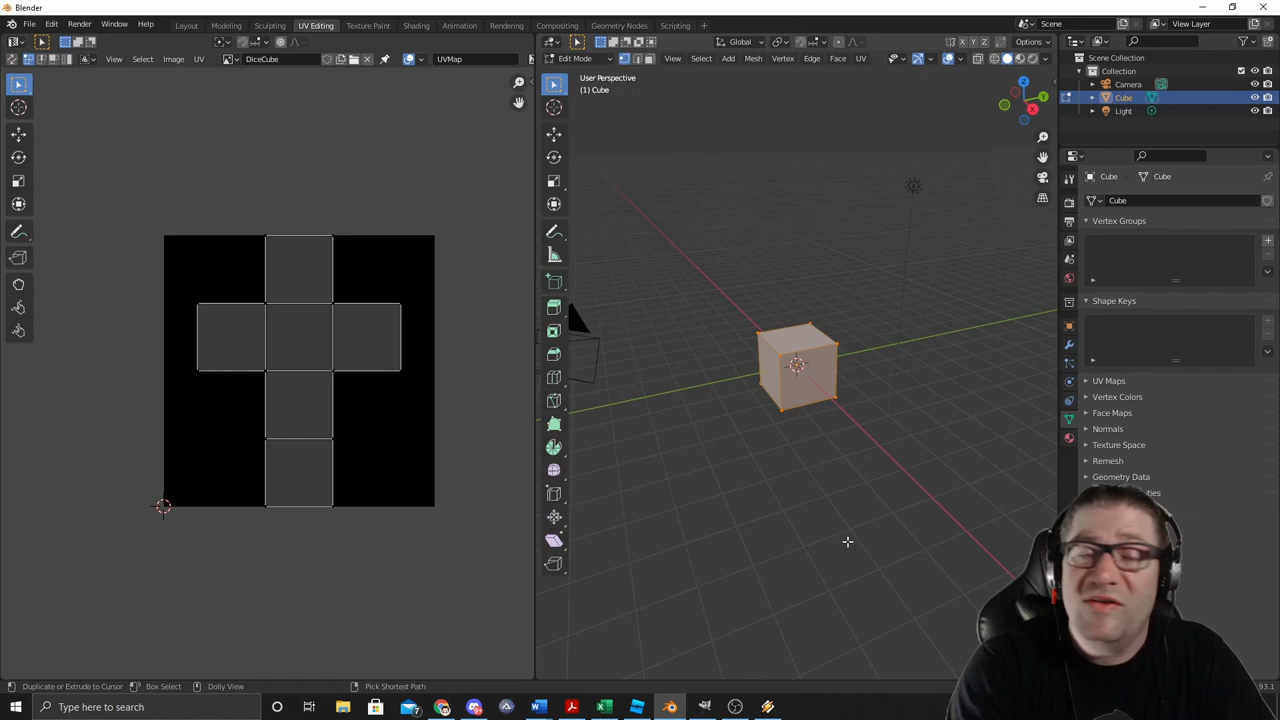 Blender
File Edit Render Window Help Layout Modeling Sculpting UV Editing Texture Paint Shading Animation Rendering Compositing Geometry Nodes Scripting + Scene View Layer
Global Options
View Select Image UV DiceCube UVMap Edit Mode View Select Add Mesh Vertex Edge Face UV
Scene Collection
Collection
Camera
Cube
Light
User Perspective
(1) Cube
X Y Z
Z
Y
X
Cube Cube
Cube
Vertex Groups
Shape Keys
UV Maps
Vertex Colors
Face Maps
Normals
Texture Space
Remesh
Geometry Data
Duplicate or Extrude to Cursor Box Select Dolly View Pick Shortest Path
Type here to search